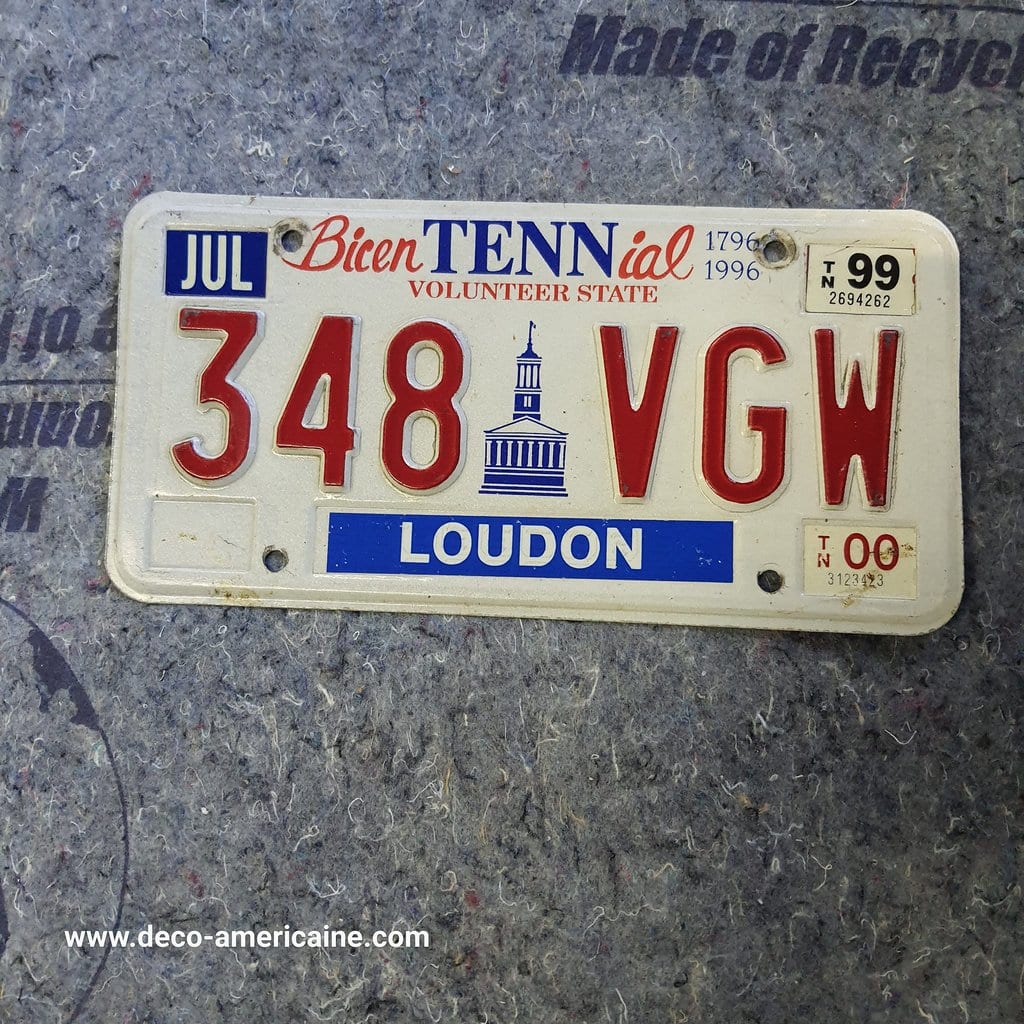 Made of Recyc
JUL
BicenTENNial
1796
1996
VOLUNTEER STATE
TN 99
2694262
348 VGW
LOUDON
TN 00
3123423
www.deco-americaine.com